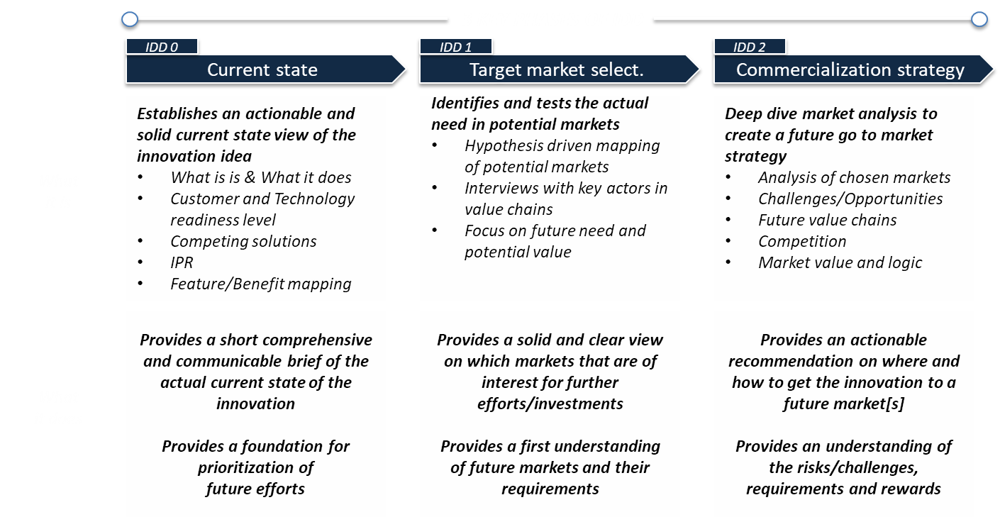 IDD 0
Current state
Establishes an actionable and
solid current state view of the
innovation idea
• What is is & What it does
• Customer and Technology
readiness level
• Competing solutions
• IPR
• Feature/Benefit mapping
Provides a short comprehensive
and communicable brief of the
actual current state of the
innovation
Provides a foundation for
prioritization of
future efforts
IDD 1
Target market select.
Identifies and tests the actual
need in potential markets
• Hypothesis driven mapping
of potential markets
• Interviews with key actors in
value chains
• Focus on future need and
potential value
Provides a solid and clear view
on which markets that are of
interest for further
efforts/investments
Provides a first understanding
of future markets and their
requirements
IDD 2
Commercialization strategy
Deep dive market analysis to
create a future go to market
strategy
• Analysis of chosen markets
• Challenges/Opportunities
• Future value chains
• Competition
• Market value and logic
Provides an actionable
recommendation on where and
how to get the innovation to a
future market[s]
Provides an understanding of
the risks/challenges,
requirements and rewards